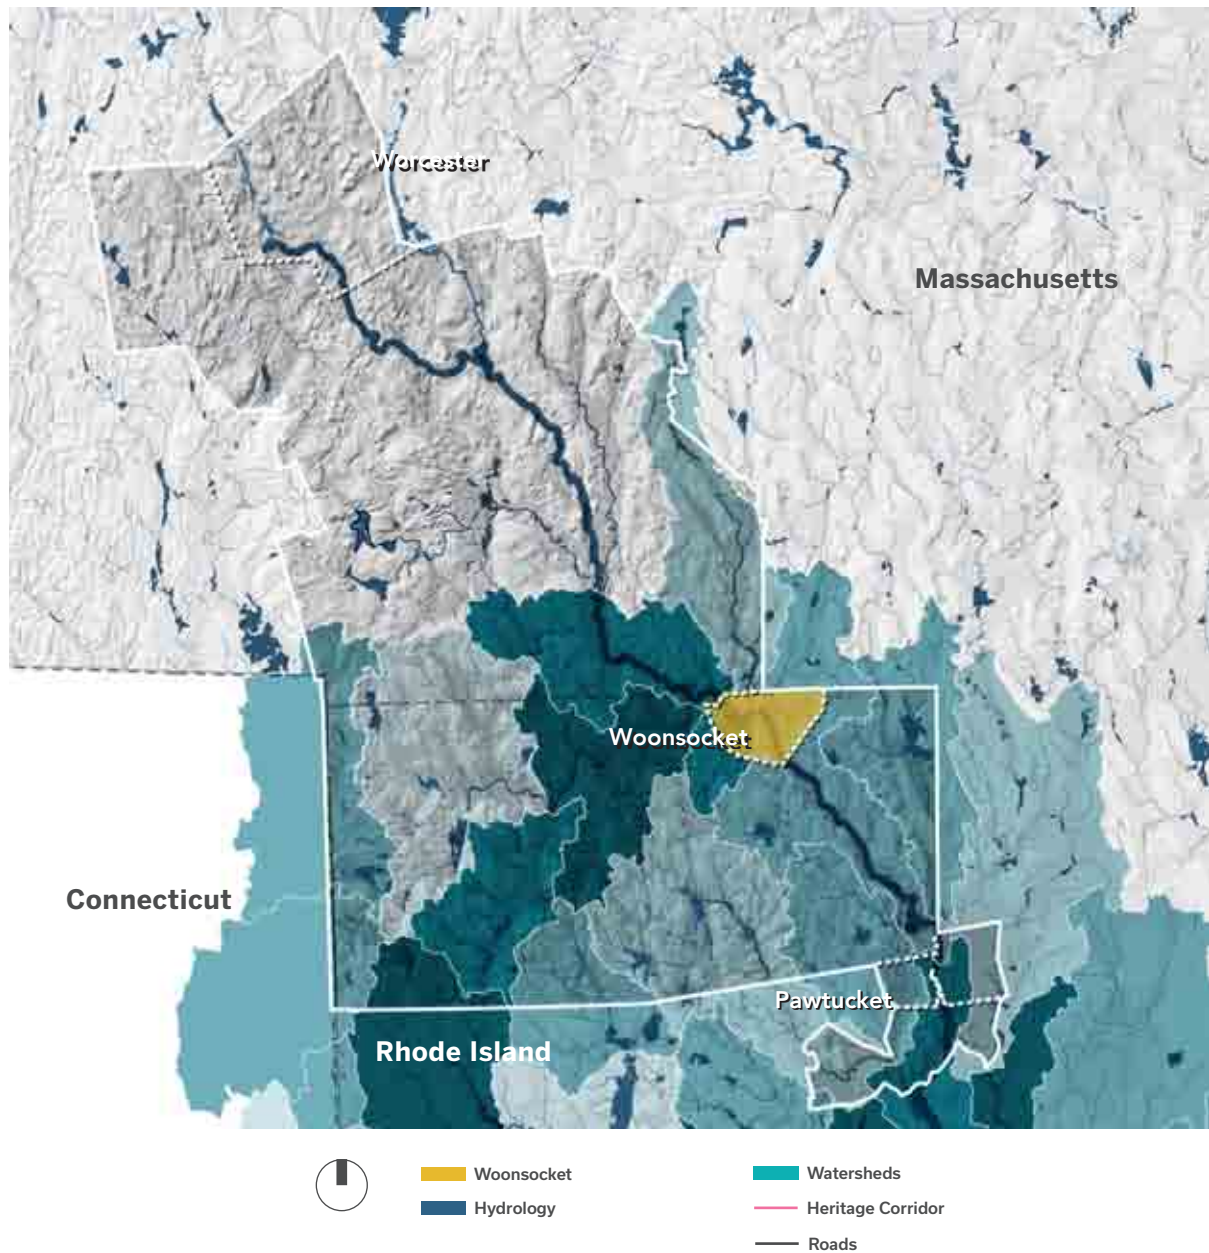 Worcester
Massachusetts
Woonsocket
Connecticut
Pawtucket
Rhode Island
Woonsocket
Watersheds
Hydrology
Heritage Corridor
Roads